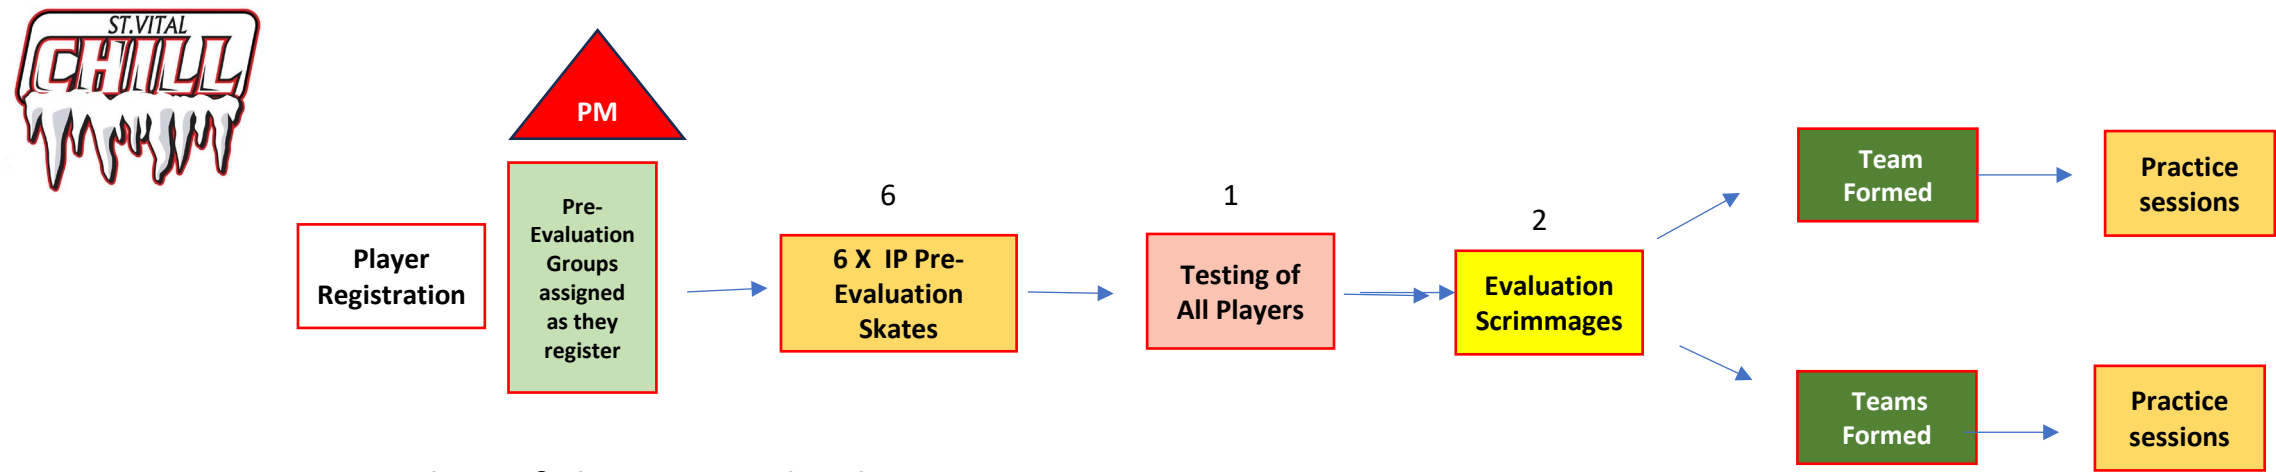 ST.VITAL
CHILL
PM
Player
Registration
Pre-
Evaluation
Groups
assigned
as they
register
6
6 X IP Pre-
Evaluation
Skates
1
Testing of
All Players
2
Evaluation
Scrimmages
Team
Formed
Practice
sessions
Teams
Formed
Practice
sessions